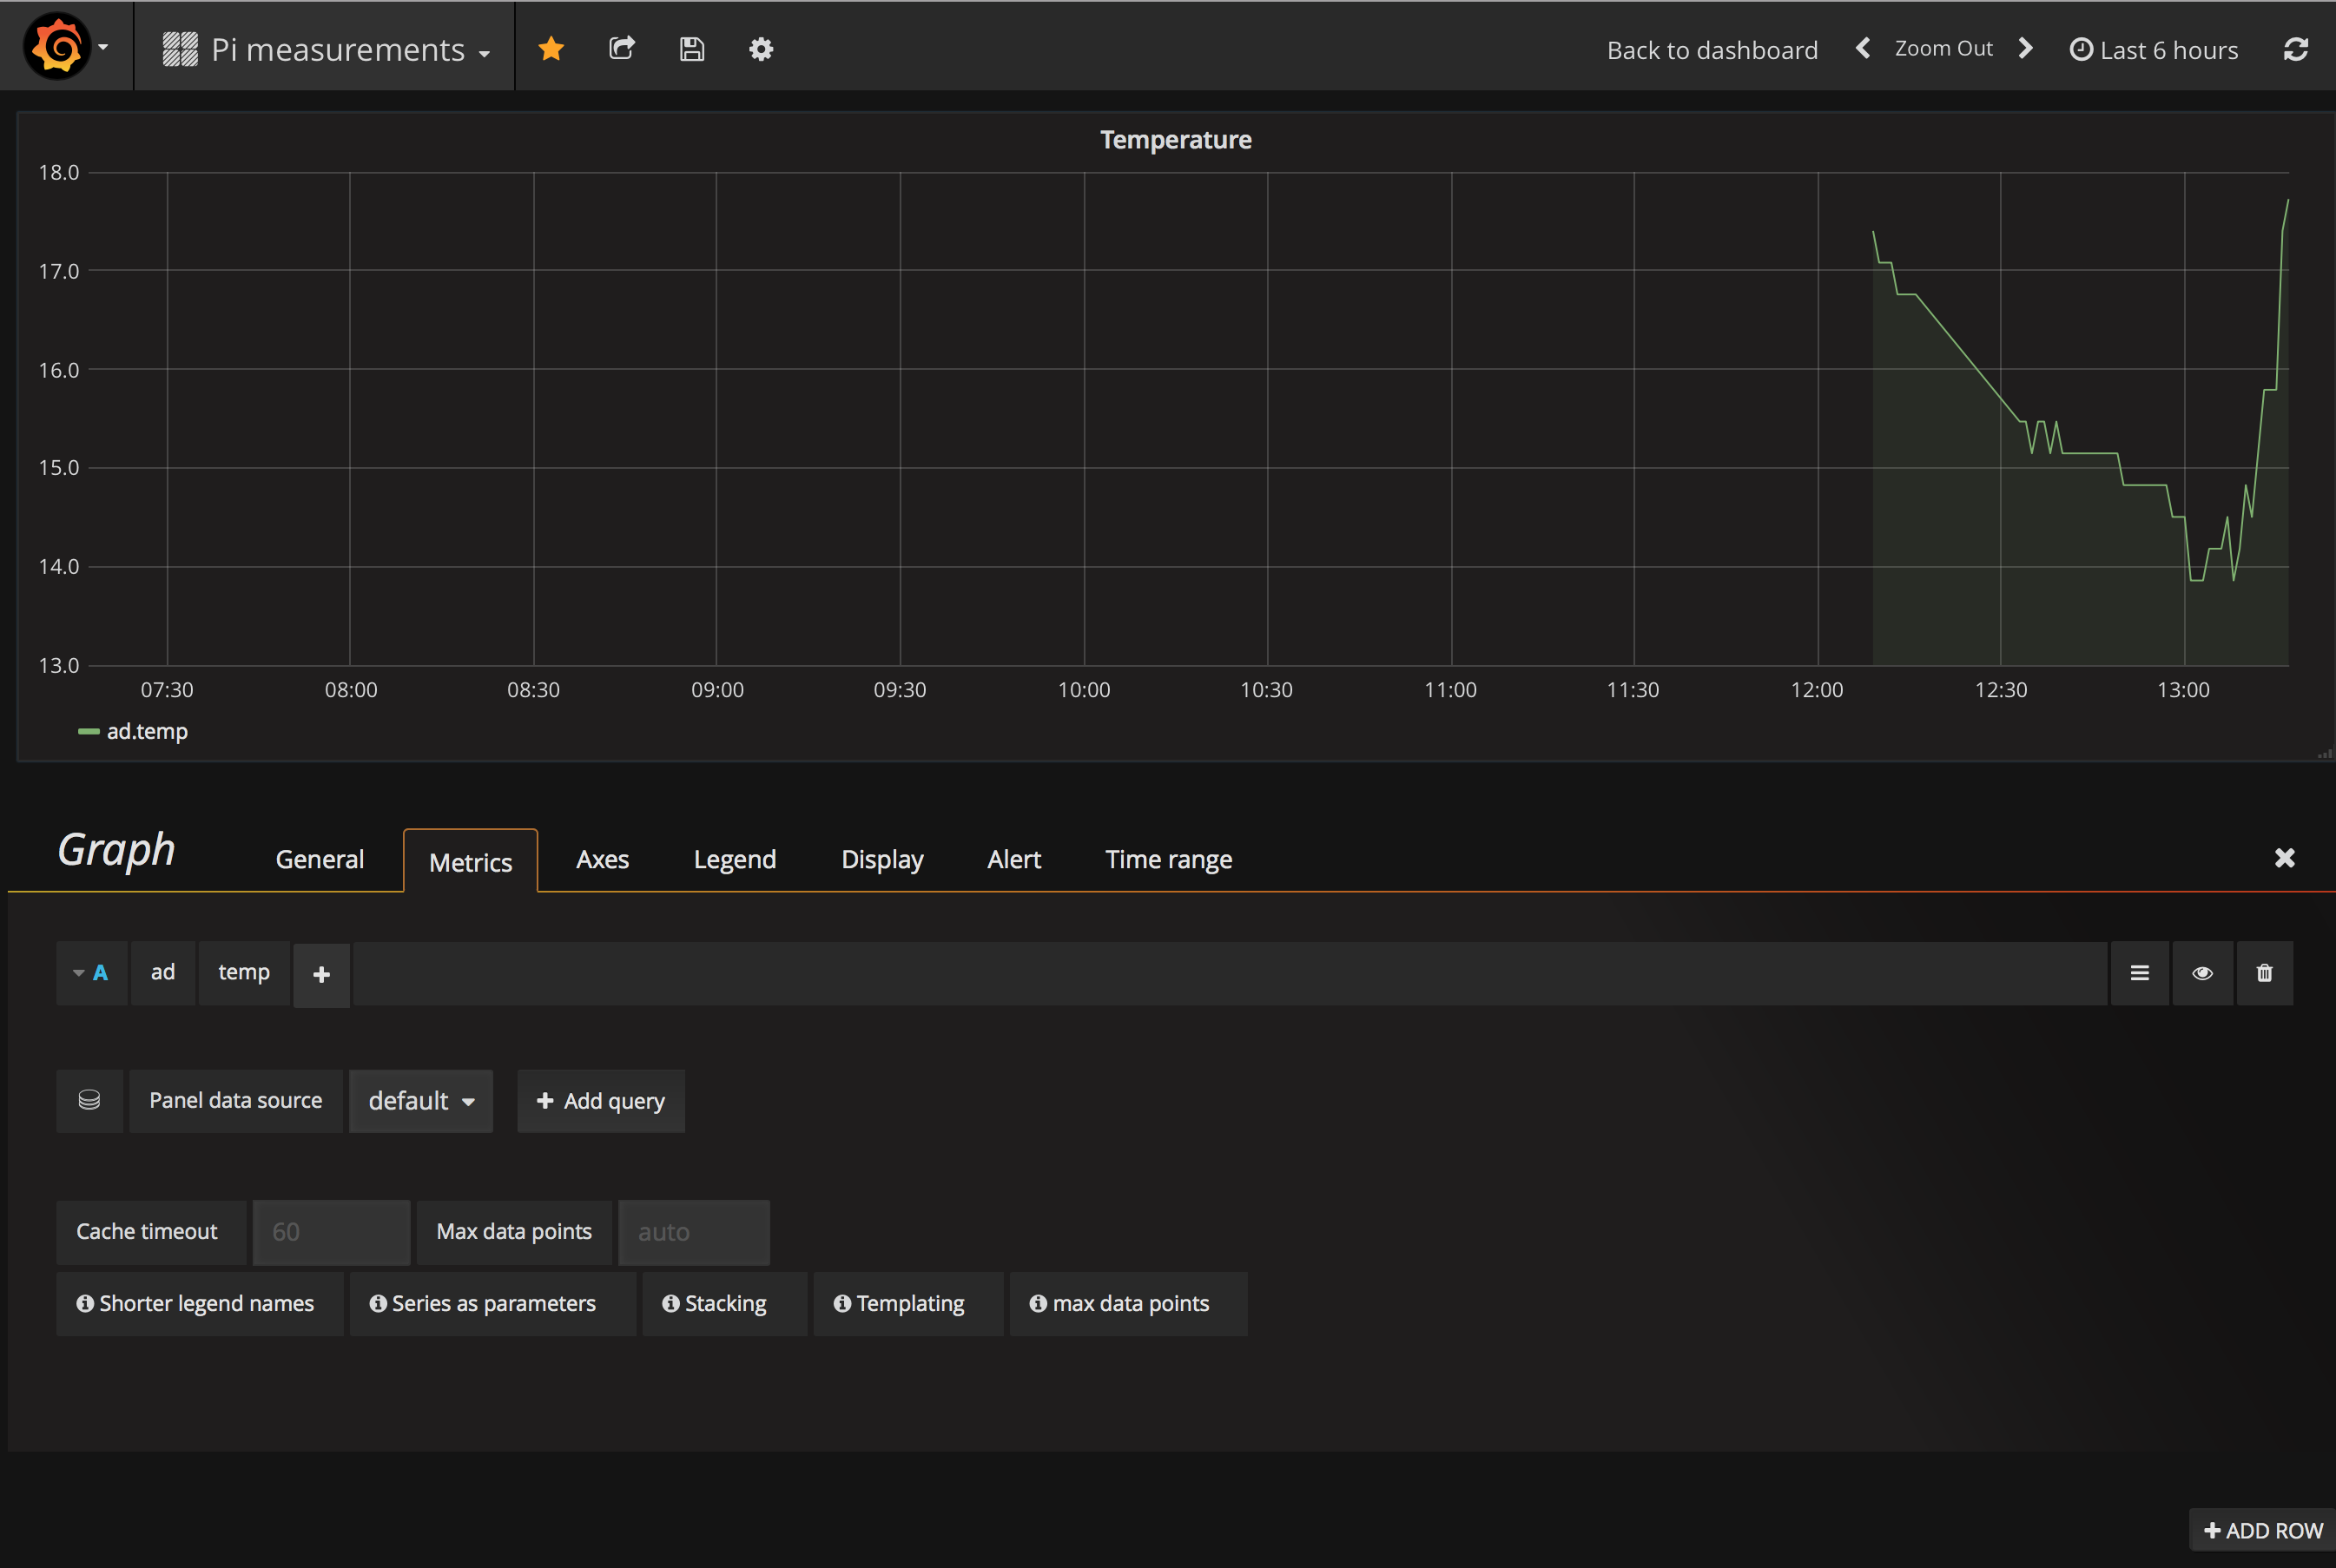 Pi measurements
Back to dashboard
Zoom Out
Last 6 hours
Temperature
18.0
17.0
16.0
15.0
14.0
13.0
07:30 08:00 08:30 09:00 09:30 10:00 10:30 11:00 11:30 12:00 12:30 13:00
ad.temp
Graph General Metrics Axes Legend Display Alert Time range
A ad temp
Panel data source default Add query
Cache timeout 60 Max data points auto
Shorter legend names Series as parameters Stacking Templating max data points
ADD ROW